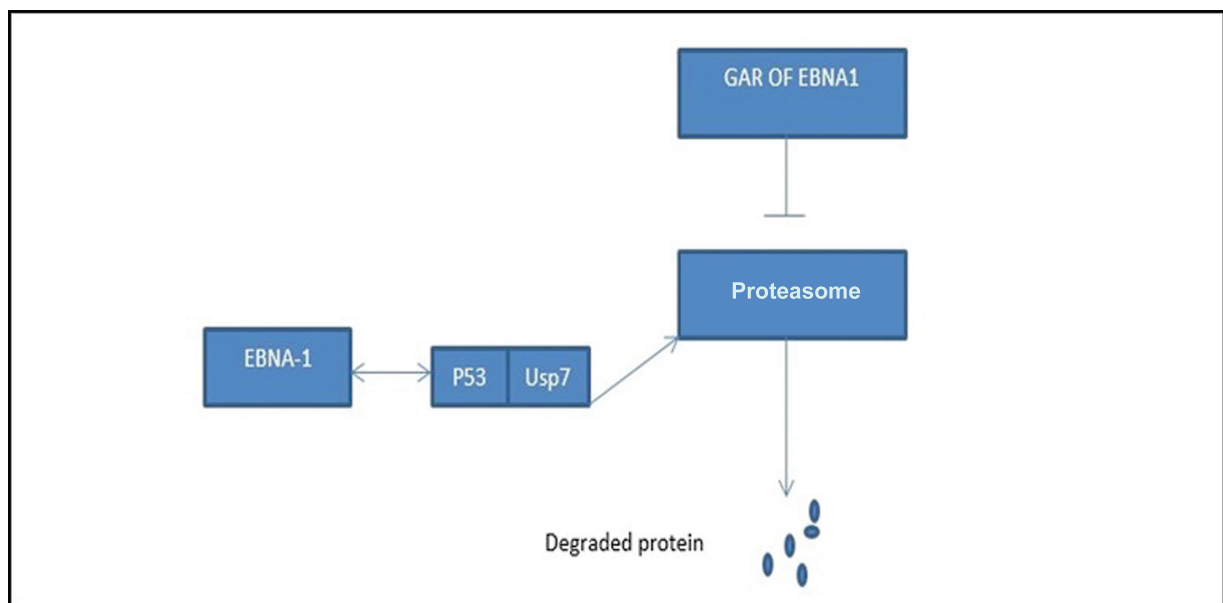 GAR OF EBNA1
Proteasome
EBNA-1
P53 Usp7
Degraded protein